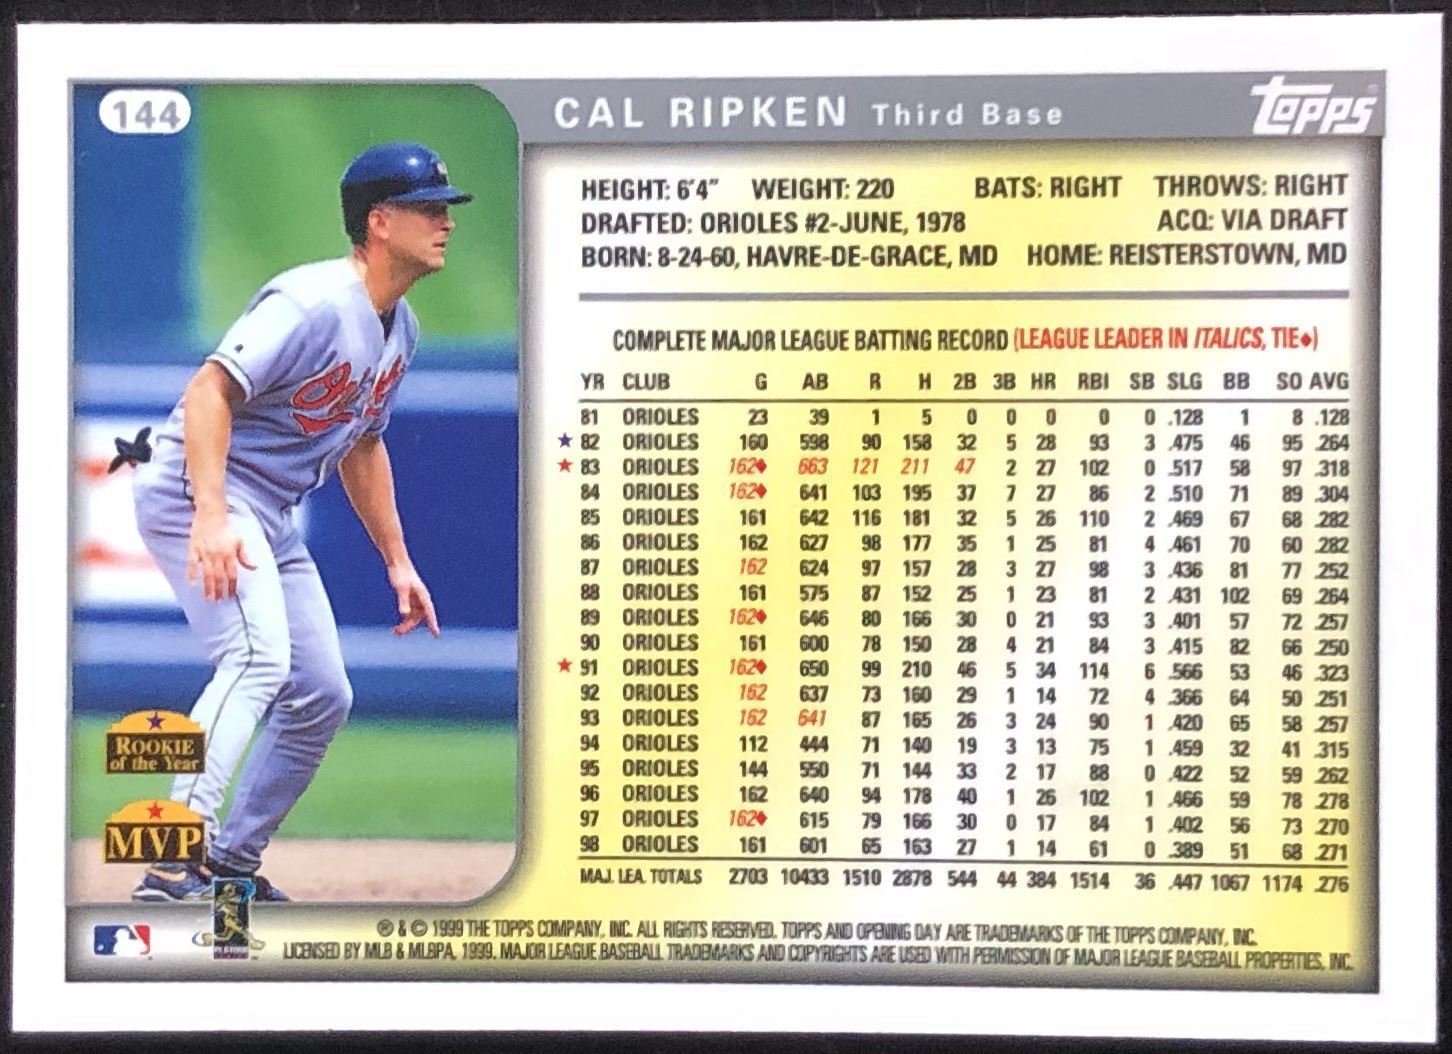 144
CAL RIPKEN Third Base
topps
HEIGHT: 6'4" WEIGHT: 220 BATS: RIGHT THROWS: RIGHT
DRAFTED: ORIOLES #2-JUNE, 1978 ACQ: VIA DRAFT
BORN: 8-24-60, HAVRE-DE-GRACE, MD HOME: REISTERSTOWN, MD
COMPLETE MAJOR LEAGUE BATTING RECORD (LEAGUE LEADER IN ITALICS, TIE♦)
YR CLUB G AB R H 2B 3B HR RBI SB SLG BB SO AVG
81 ORIOLES 23 39 1 5 0 0 0 0 0 .128 1 8 .128
★ 82 ORIOLES 160 598 90 158 32 5 28 93 3 .475 46 95 .264
★ 83 ORIOLES 162♦ 663 121 211 47 2 27 102 0 .517 58 97 .318
84 ORIOLES 162♦ 641 103 195 37 7 27 86 2 .510 71 89 .304
85 ORIOLES 161 642 116 181 32 5 26 110 2 .469 67 68 .282
86 ORIOLES 162 627 98 177 35 1 25 81 4 .461 70 60 .282
87 ORIOLES 162 624 97 157 28 3 27 98 3 .436 81 77 .252
88 ORIOLES 161 575 87 152 25 1 23 81 2 .431 102 69 .264
89 ORIOLES 162♦ 646 80 166 30 0 21 93 3 .401 57 72 .257
90 ORIOLES 161 600 78 150 28 4 21 84 3 .415 82 66 .250
★ 91 ORIOLES 162♦ 650 99 210 46 5 34 114 6 .566 53 46 .323
92 ORIOLES 162 637 73 160 29 1 14 72 4 .366 64 50 .251
93 ORIOLES 162 641 87 165 26 3 24 90 1 .420 65 58 .257
94 ORIOLES 112 444 71 140 19 3 13 75 1 .459 32 41 .315
95 ORIOLES 144 550 71 144 33 2 17 88 0 .422 52 59 .262
96 ORIOLES 162 640 94 178 40 1 26 102 1 .466 59 78 .278
97 ORIOLES 162♦ 615 79 166 30 0 17 84 1 .402 56 73 .270
98 ORIOLES 161 601 65 163 27 1 14 61 0 .389 51 68 .271
MAJ. LEA. TOTALS 2703 10433 1510 2878 544 44 384 1514 36 .447 1067 1174 .276
ROOKIE
of the Year
MVP
® & © 1999 THE TOPPS COMPANY, INC. ALL RIGHTS RESERVED. TOPPS AND OPENING DAY ARE TRADEMARKS OF THE TOPPS COMPANY, INC.
LICENSED BY MLB & MLBPA, 1999. MAJOR LEAGUE BASEBALL TRADEMARKS AND COPYRIGHTS ARE USED WITH PERMISSION OF MAJOR LEAGUE BASEBALL PROPERTIES, INC.